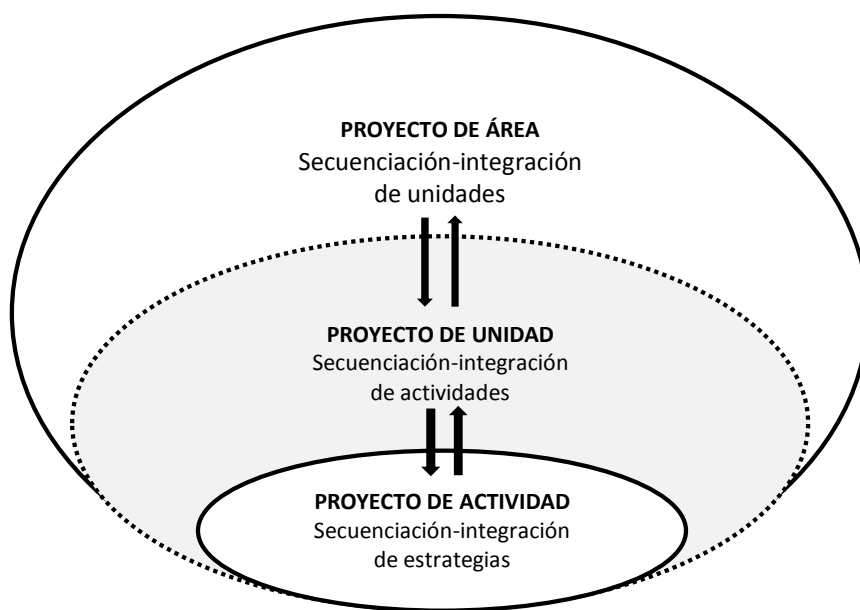 PROYECTO DE ÁREA
Secuenciación-integración
de unidades
PROYECTO DE UNIDAD
Secuenciación-integración
de actividades
PROYECTO DE ACTIVIDAD
Secuenciación-integración
de estrategias